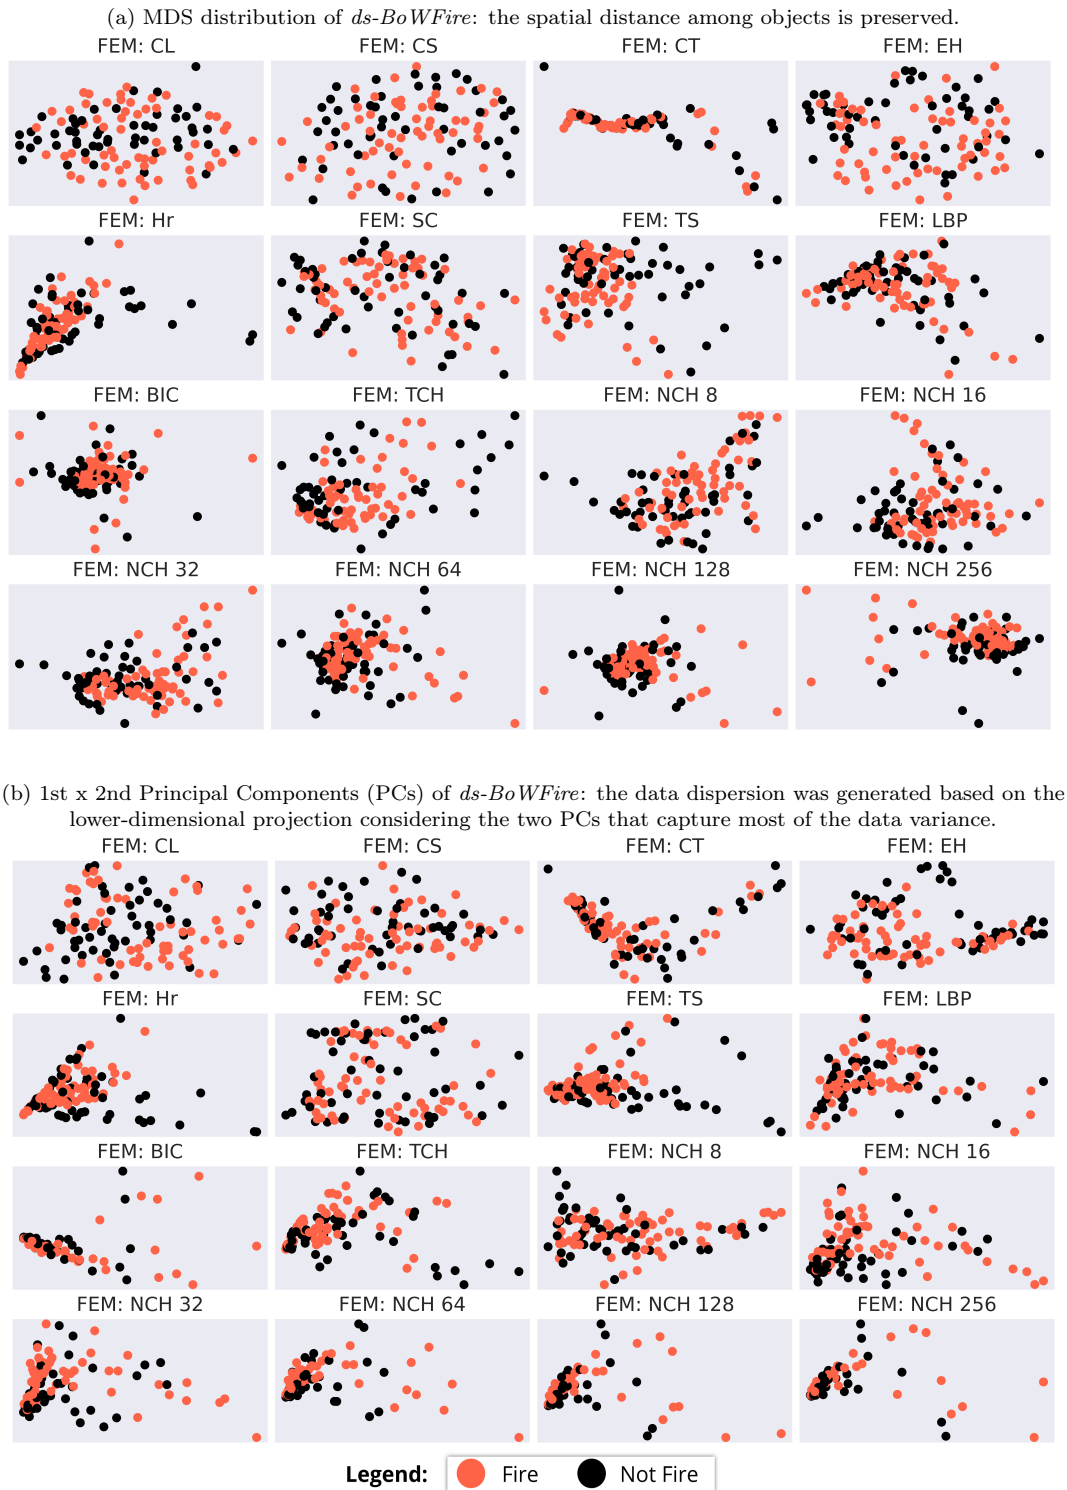 (a) MDS distribution of ds-BoWFire: the spatial distance among objects is preserved.
FEM: CL FEM: CS FEM: CT FEM: EH
FEM: Hr FEM: SC FEM: TS FEM: LBP
FEM: BIC FEM: TCH FEM: NCH 8 FEM: NCH 16
FEM: NCH 32 FEM: NCH 64 FEM: NCH 128 FEM: NCH 256
(b) 1st x 2nd Principal Components (PCs) of ds-BoWFire: the data dispersion was generated based on the
lower-dimensional projection considering the two PCs that capture most of the data variance.
FEM: CL FEM: CS FEM: CT FEM: EH
FEM: Hr FEM: SC FEM: TS FEM: LBP
FEM: BIC FEM: TCH FEM: NCH 8 FEM: NCH 16
FEM: NCH 32 FEM: NCH 64 FEM: NCH 128 FEM: NCH 256
Legend: Fire Not Fire